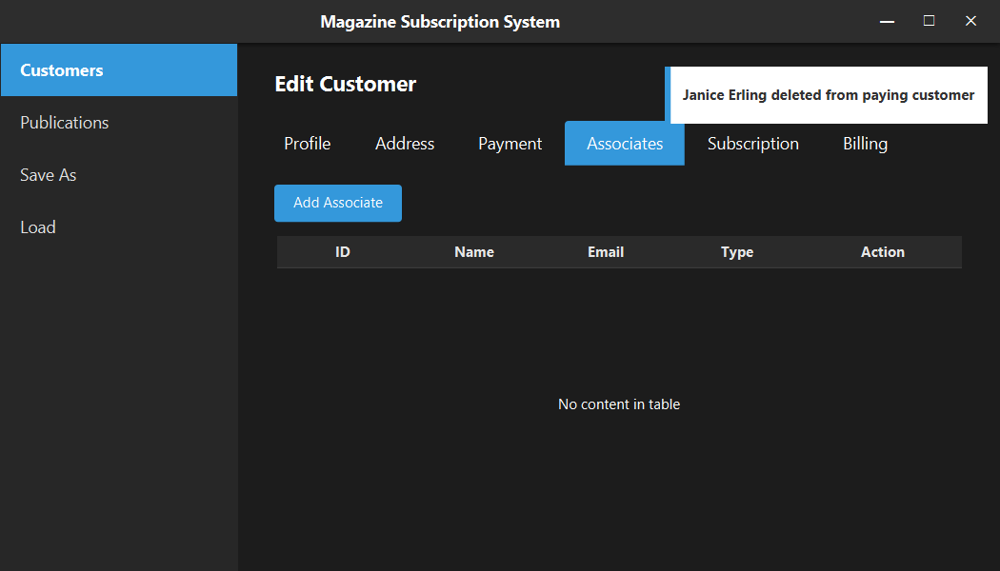 Magazine Subscription System
Customers
Publications
Save As
Load
Edit Customer
Janice Erling deleted from paying customer
Profile Address Payment Associates Subscription Billing
Add Associate
ID Name Email Type Action
No content in table